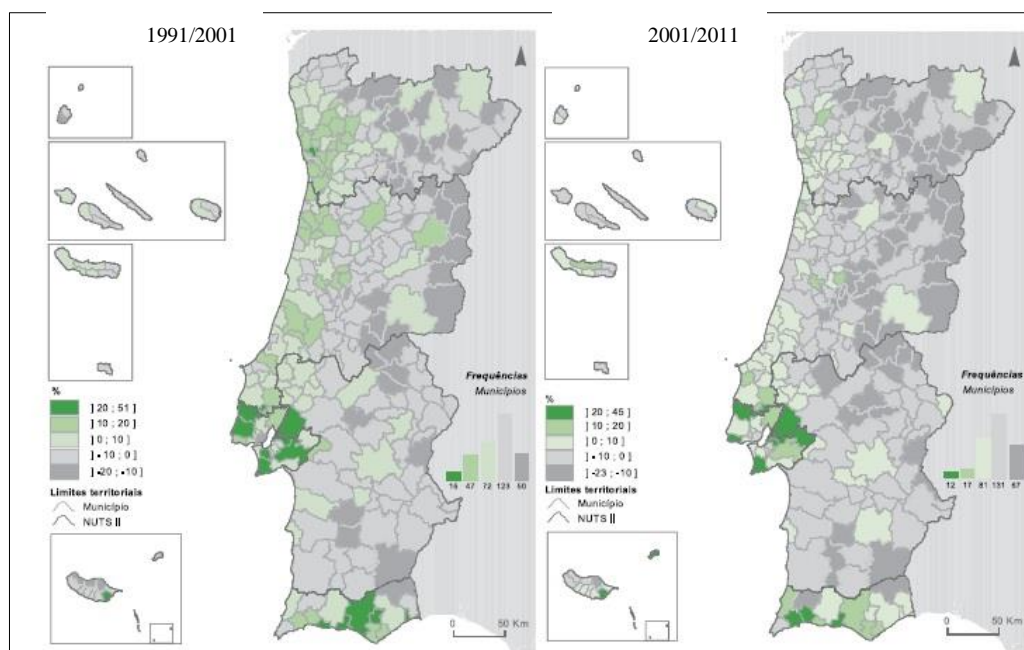 1991/2001
Frequências
Municípios
%
] 20 ; 51 ]
] 10 ; 20 ]
] 0 ; 10 ]
] -10 ; 0 ]
] -20 ; -10 ]
Limites territoriais
Município
NUTS II
16 47 72 123 50
0 50 Km
2001/2011
Frequências
Municípios
%
] 20 ; 45 ]
] 10 ; 20 ]
] 0 ; 10 ]
] -10 ; 0 ]
] -23 ; -10 ]
Limites territoriais
Município
NUTS II
12 17 81 131 67
0 50 Km